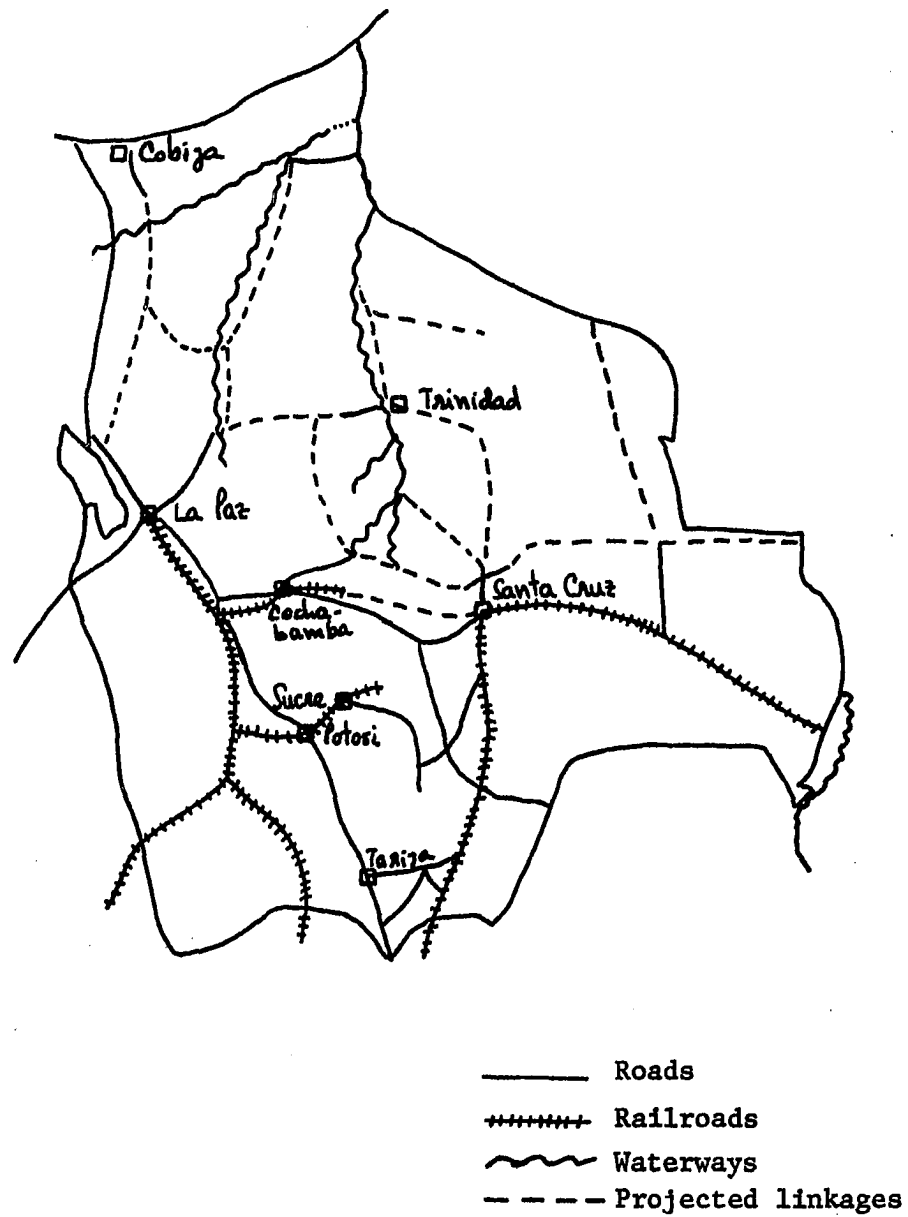 Cobija
Trinidad
La Paz
Santa Cruz
Cocha-
bamba
Sucre
Potosi
Tarija
Roads
Railroads
Waterways
Projected linkages